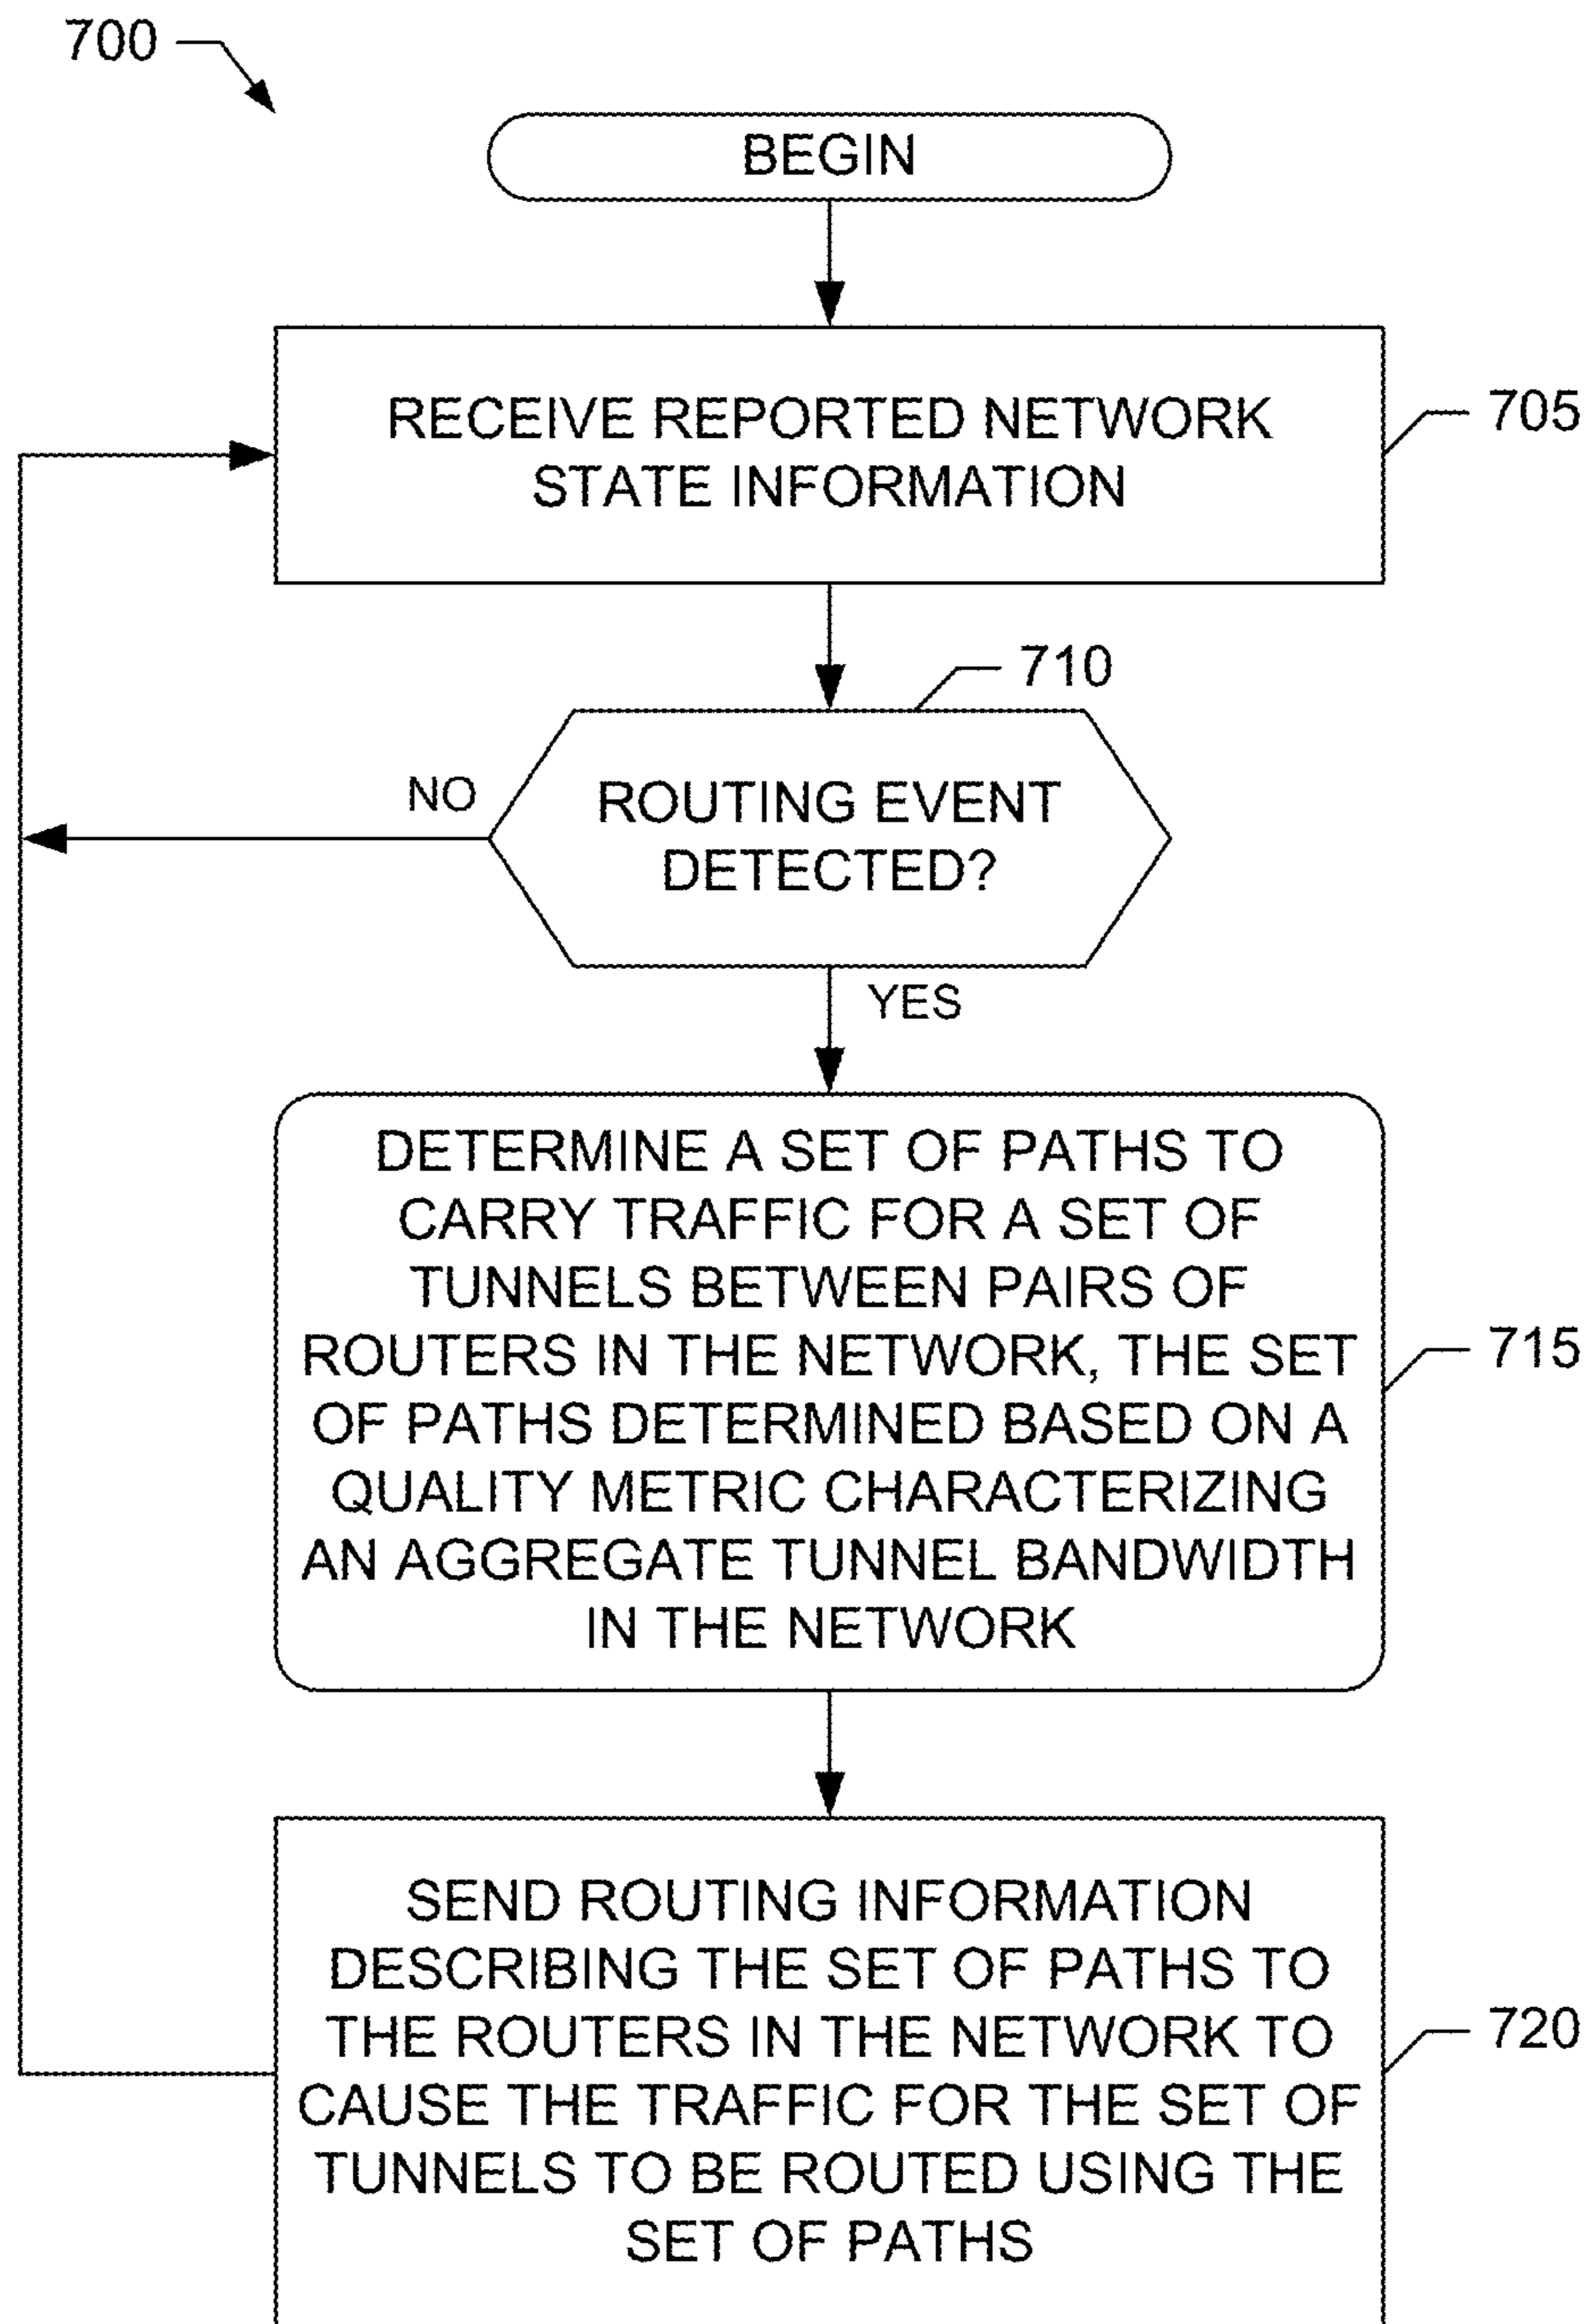 700
BEGIN
RECEIVE REPORTED NETWORK
STATE INFORMATION
705
710
ROUTING EVENT
DETECTED?
NO
YES
DETERMINE A SET OF PATHS TO
CARRY TRAFFIC FOR A SET OF
TUNNELS BETWEEN PAIRS OF
ROUTERS IN THE NETWORK, THE SET
OF PATHS DETERMINED BASED ON A
QUALITY METRIC CHARACTERIZING
AN AGGREGATE TUNNEL BANDWIDTH
IN THE NETWORK
715
SEND ROUTING INFORMATION
DESCRIBING THE SET OF PATHS TO
THE ROUTERS IN THE NETWORK TO
CAUSE THE TRAFFIC FOR THE SET OF
TUNNELS TO BE ROUTED USING THE
SET OF PATHS
720